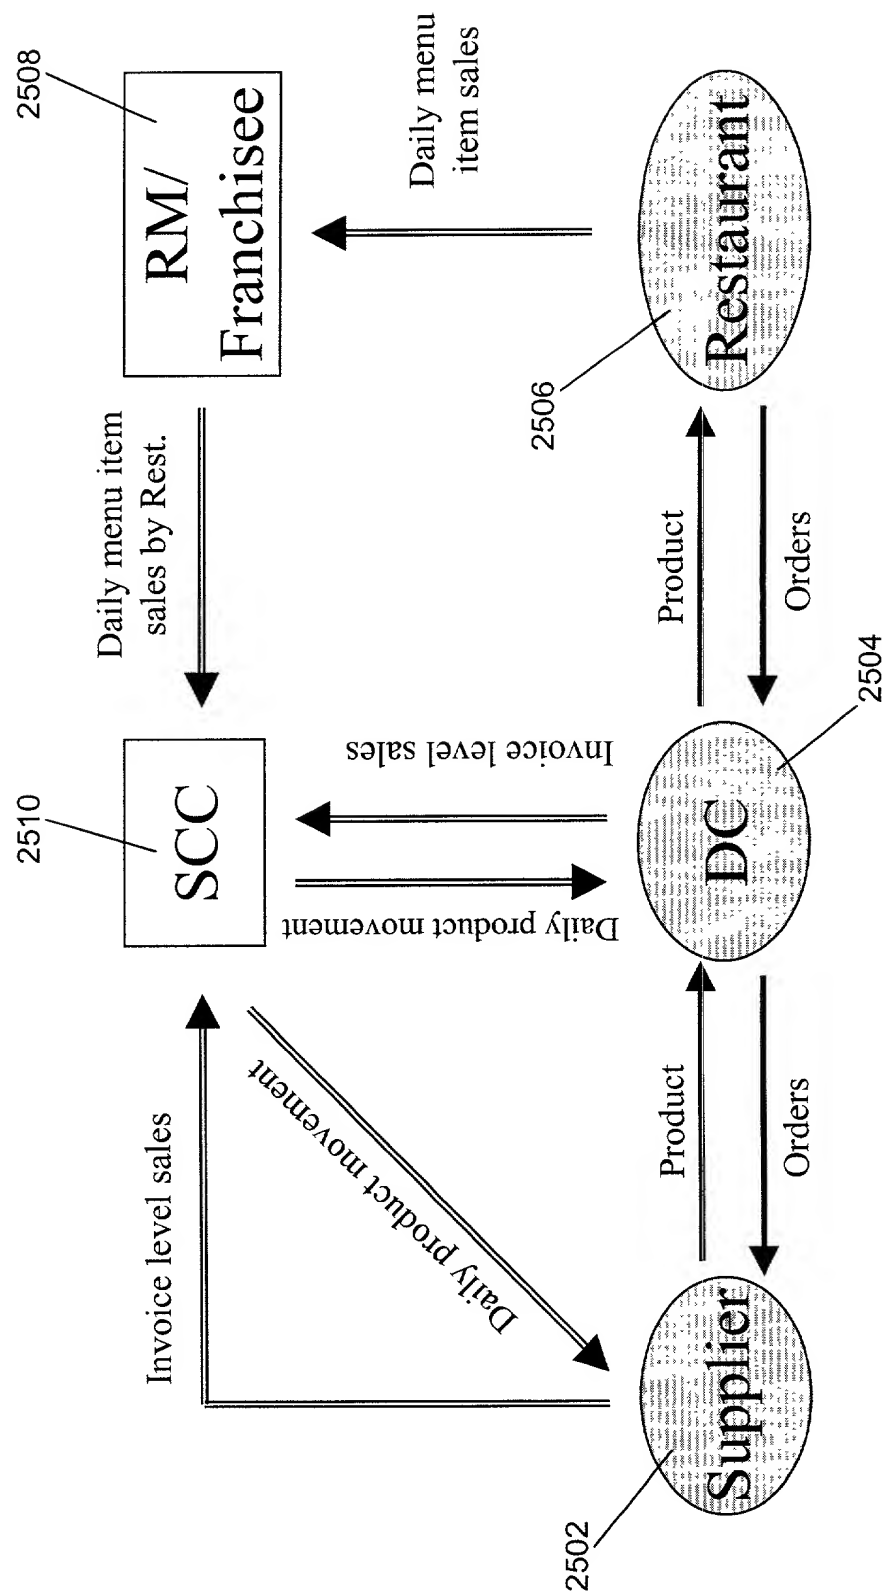 2510
2508
SCC
RM/
Franchisee
Invoice level sales
Daily menu item
sales by Rest.
Daily product movement
Daily product movement
Invoice level sales
Daily menu
item sales
2502
2506
Product
Product
Supplier
DC
Restaurant
Orders
Orders
2504